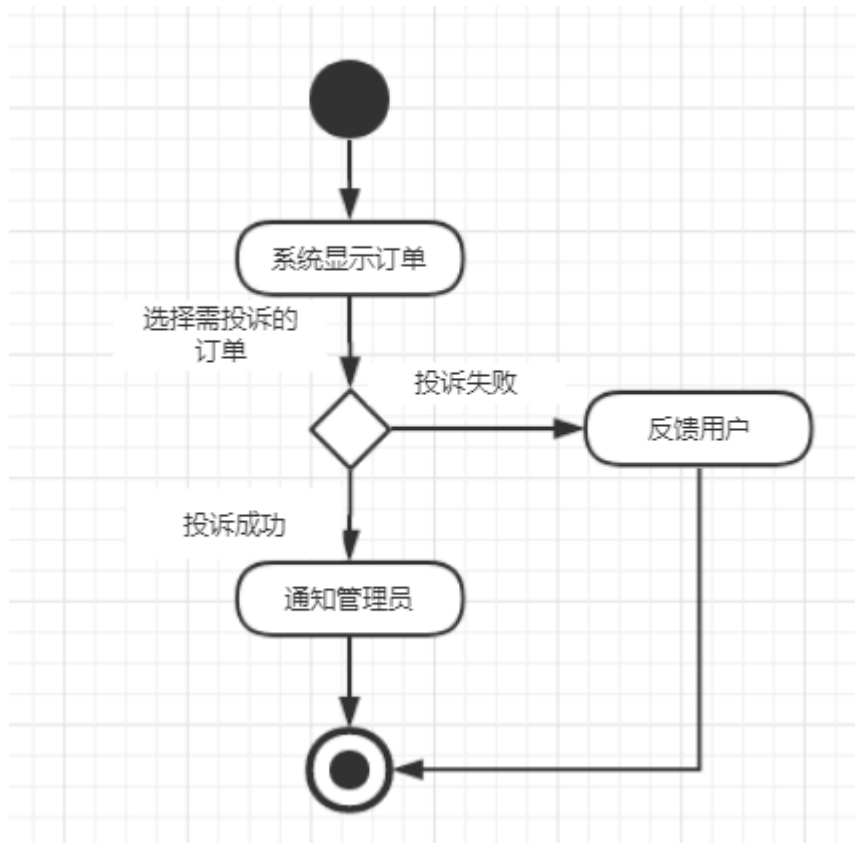 系统显示订单
选择需投诉的
订单
投诉失败
反馈用户
投诉成功
通知管理员